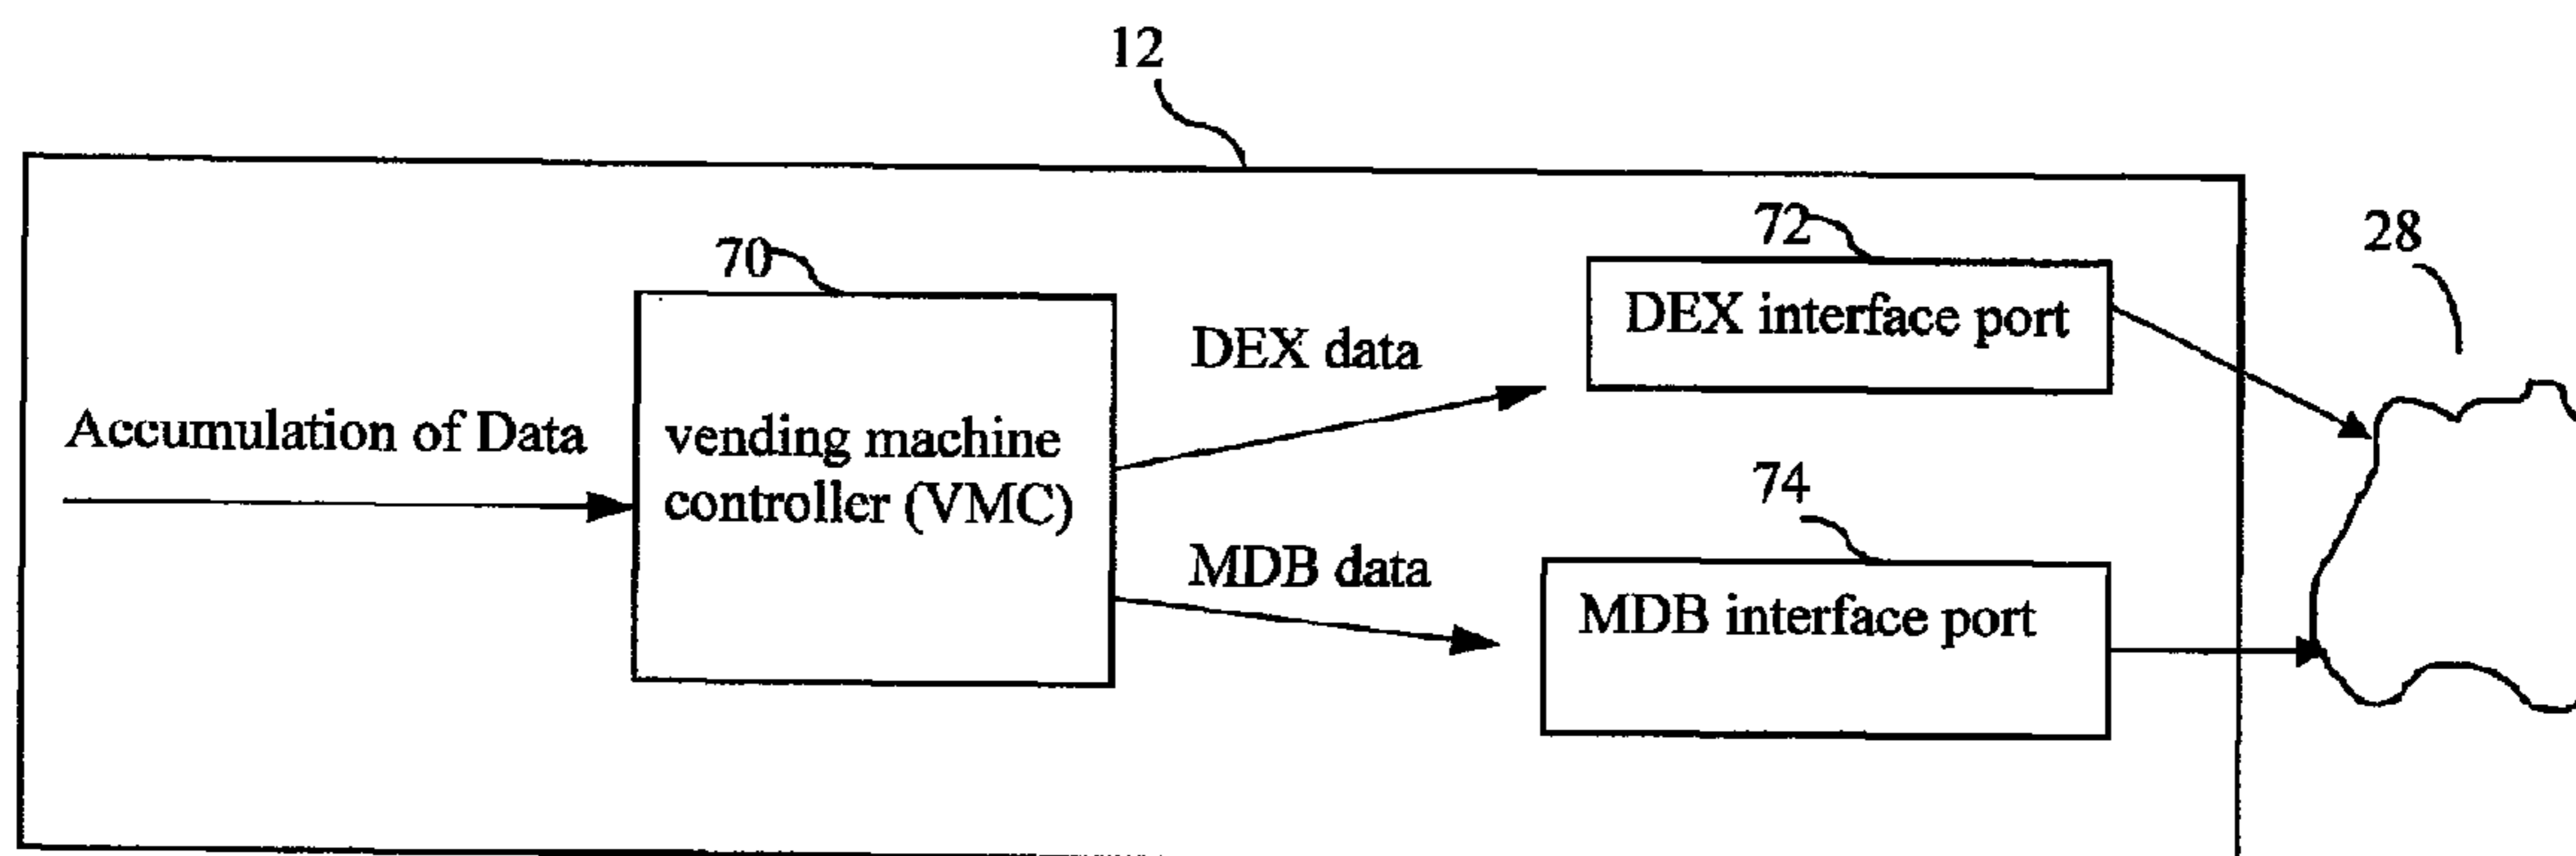 12
72
28
70
DEX interface port
DEX data
Accumulation of Data
vending machine
controller (VMC)
74
MDB data
MDB interface port